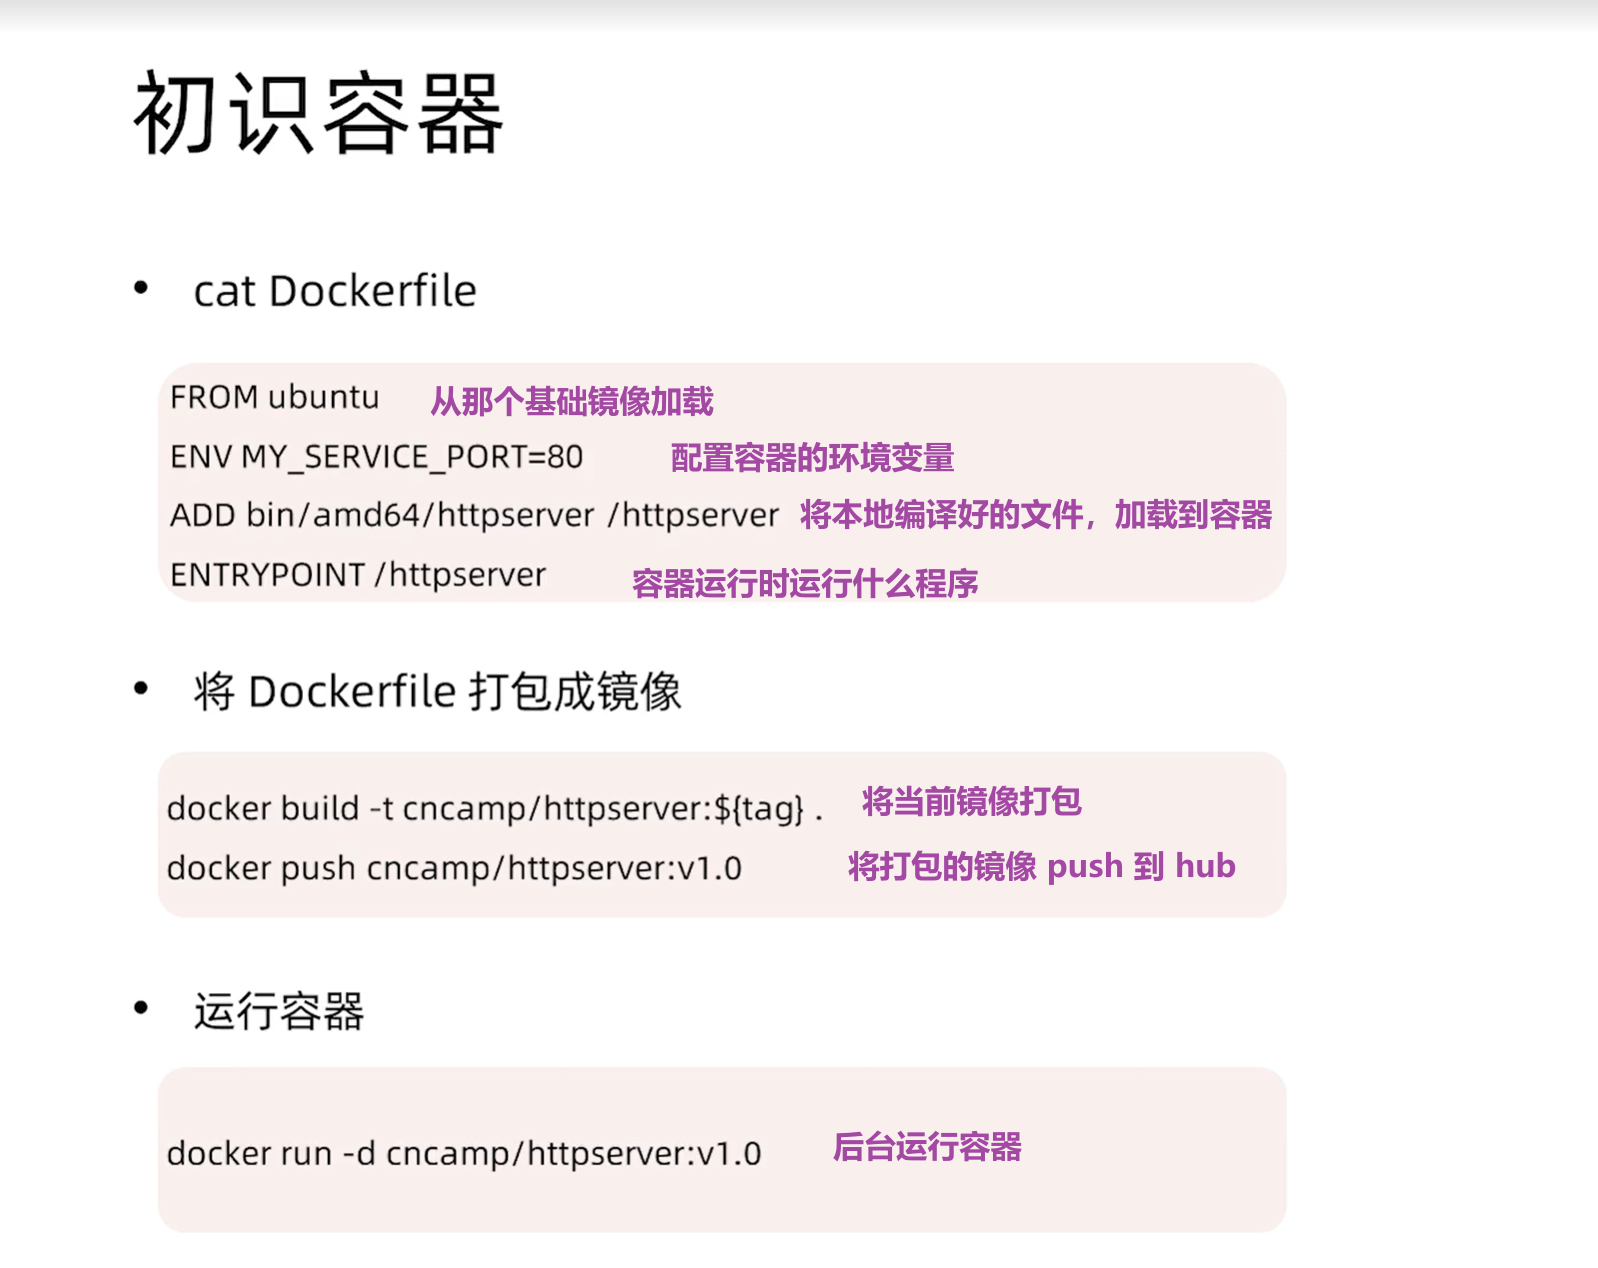 初识容器
• cat Dockerfile
FROM ubuntu 从那个基础镜像加载
ENV MY_SERVICE_PORT=80 配置容器的环境变量
ADD bin/amd64/httpserver /httpserver 将本地编译好的文件，加载到容器
ENTRYPOINT /httpserver 容器运行时运行什么程序
• 将 Dockerfile 打包成镜像
docker build -t cncamp/httpserver:${tag} . 将当前镜像打包
docker push cncamp/httpserver:v1.0 将打包的镜像 push 到 hub
• 运行容器
docker run -d cncamp/httpserver:v1.0 后台运行容器